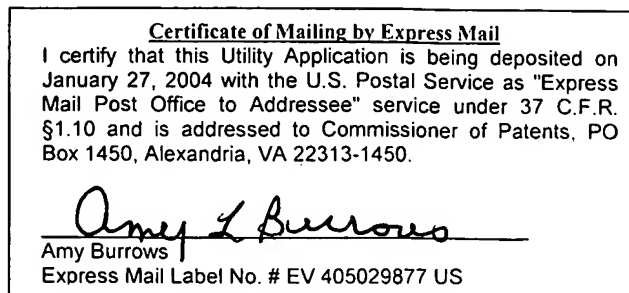 Certificate of Mailing by Express Mail
I certify that this Utility Application is being deposited on
January 27, 2004 with the U.S. Postal Service as "Express
Mail Post Office to Addressee" service under 37 C.F.R.
§1.10 and is addressed to Commissioner of Patents, PO
Box 1450, Alexandria, VA 22313-1450.
Amy L Burrows
Amy Burrows
Express Mail Label No. # EV 405029877 US